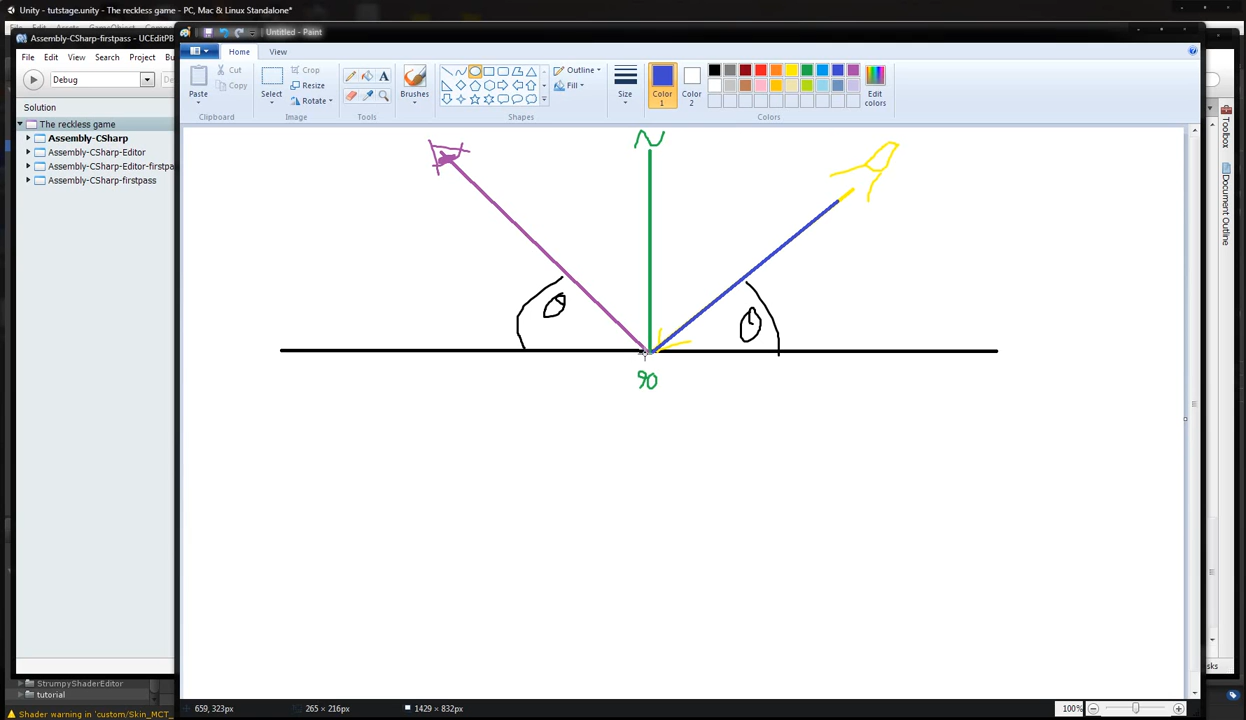 Unity - tutstage.unity - The reckless game - PC, Mac & Linux Standalone*
Assembly-CSharp-firstpass - UCEditPB
Untitled - Paint
File Edit View Search Project
Home View
Debug
Paste
Cut
Copy
Clipboard
Select
Crop
Resize
Rotate
Image
Tools
Brushes
Shapes
Outline
Fill
Size
Color 1
Color 2
Edit colors
Colors
Solution
The reckless game
Assembly-CSharp
Assembly-CSharp-Editor
Assembly-CSharp-Editor-firstpa
Assembly-CSharp-firstpass
Toolbox
Document Outline
N
θ
θ
90
StrumpyShaderEditor
tutorial
Shader warning in 'custom/Skin_MCT_
659, 323px
265 × 216px
1429 × 832px
100%